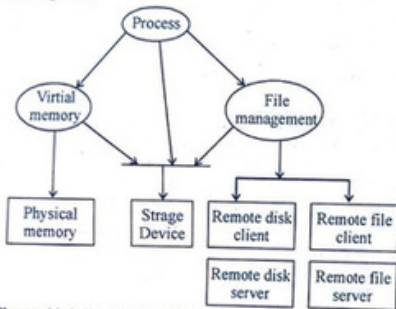 Process
Virtial
memory
File
management
Physical
memory
Strage
Device
Remote disk
client
Remote file
client
Remote disk
server
Remote file
server